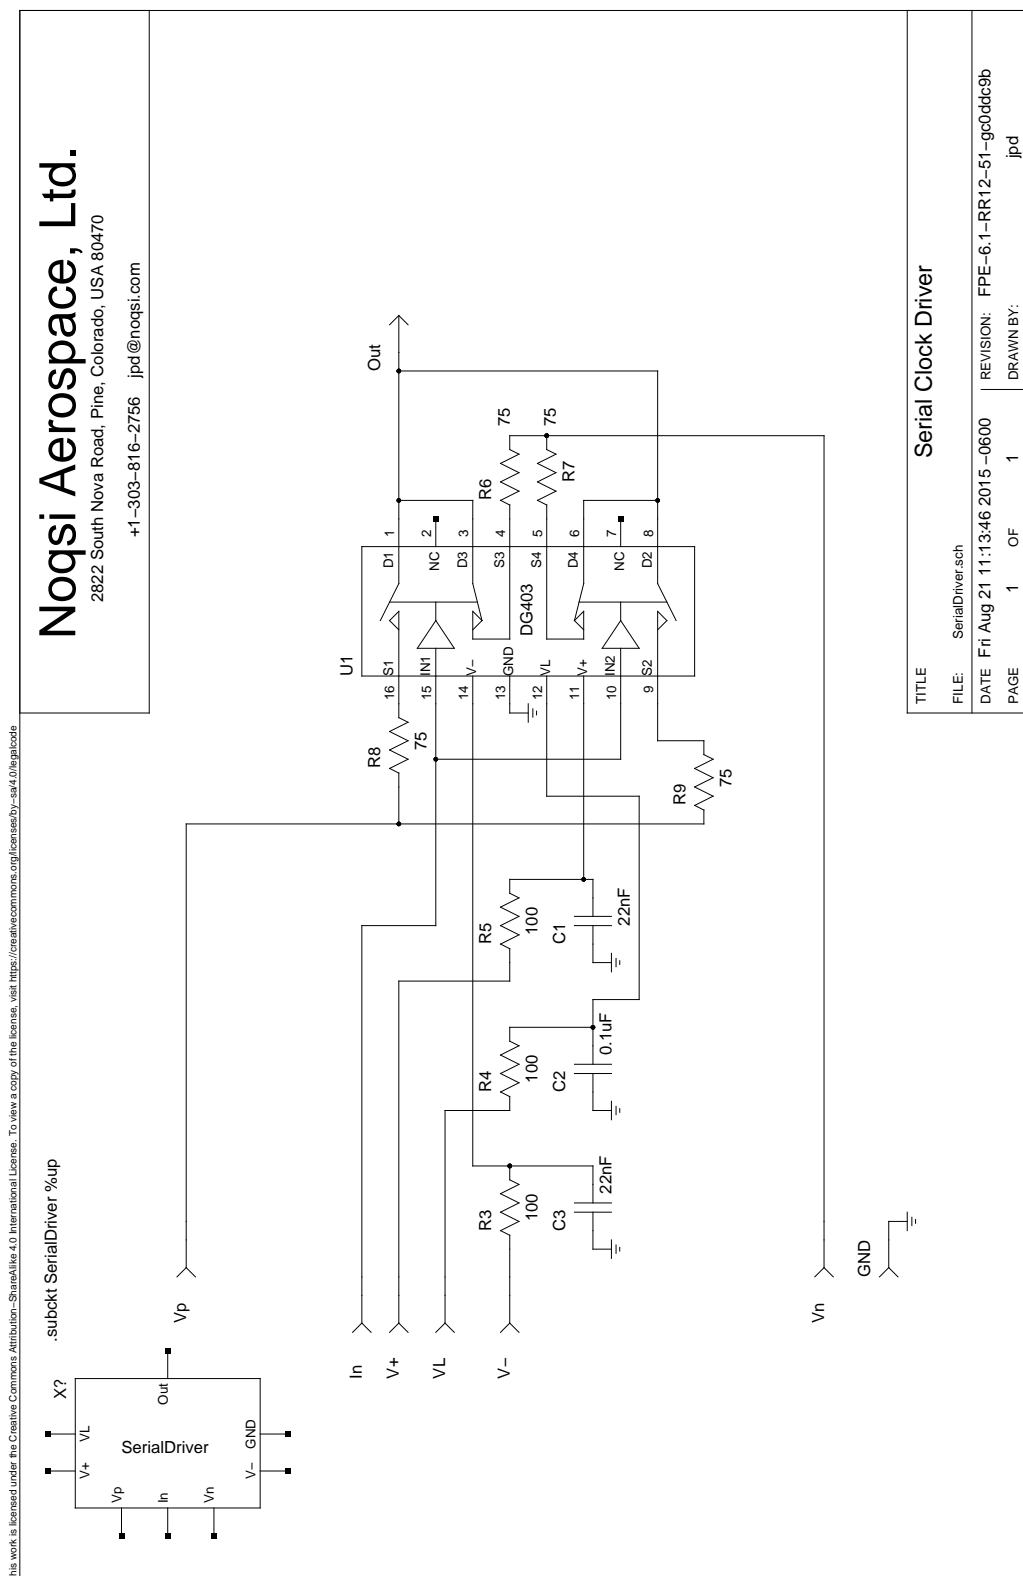 his work is licensed under the Creative Commons Attribution−ShareAlike 4.0 International License. To view a copy of the license, visit https://creativecommons.org/licenses/by−sa/4.0/legalcode
Noqsi Aerospace, Ltd.
2822 South Nova Road, Pine, Colorado, USA 80470
+1−303−816−2756 jpd@noqsi.com
.subckt SerialDriver %up
X?
V+
VL
Vp
In
Vn
Out
SerialDriver
V−
GND
Vp
In
V+
VL
V−
Vn
GND
R3
100
C3
22nF
R4
100
C2
0.1uF
R5
100
C1
22nF
R8
75
R9
75
U1
DG403
16 S1
15 IN1
14 V−
13 GND
12 VL
11 V+
10 IN2
9 S2
D1 1
NC 2
D3 3
S3 4
S4 5
D4 6
NC 7
D2 8
R6
75
R7
75
Out
TITLE
Serial Clock Driver
FILE: SerialDriver.sch
DATE Fri Aug 21 11:13:46 2015 −0600
REVISION: FPE−6.1−RR12−51−gc0ddc9b
PAGE 1 OF 1
DRAWN BY: jpd